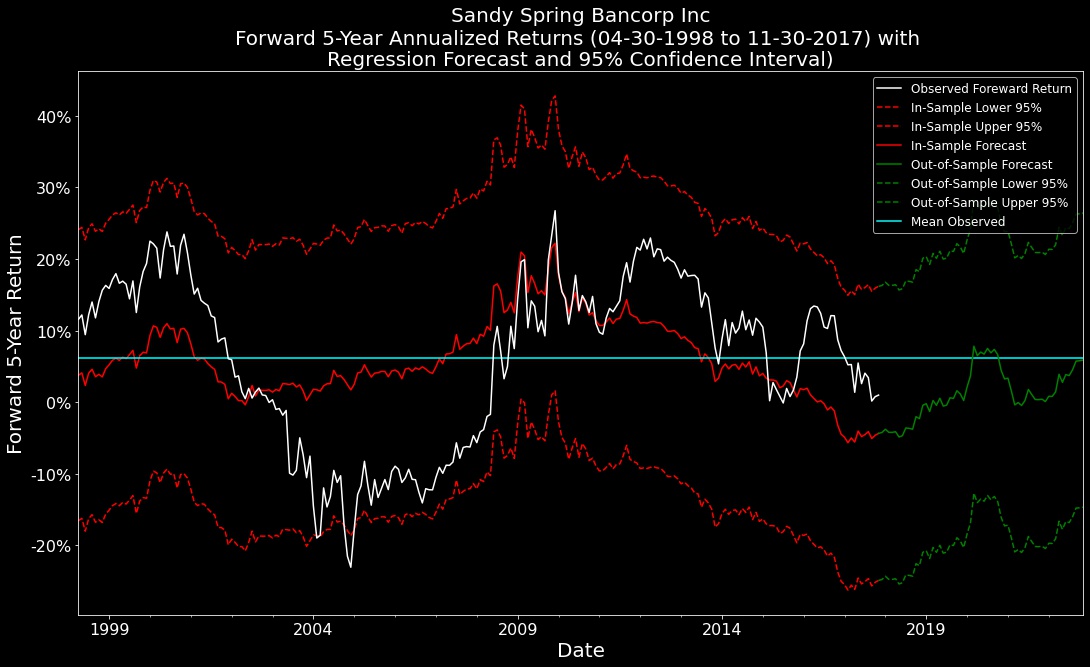 Sandy Spring Bancorp Inc
Forward 5-Year Annualized Returns (04-30-1998 to 11-30-2017) with
Regression Forecast and 95% Confidence Interval)
Observed Foreward Return
In-Sample Lower 95%
In-Sample Upper 95%
In-Sample Forecast
Out-of-Sample Forecast
Out-of-Sample Lower 95%
Out-of-Sample Upper 95%
Mean Observed
Forward 5-Year Return
40%
30%
20%
10%
0%
-10%
-20%
1999
2004
2009
2014
2019
Date